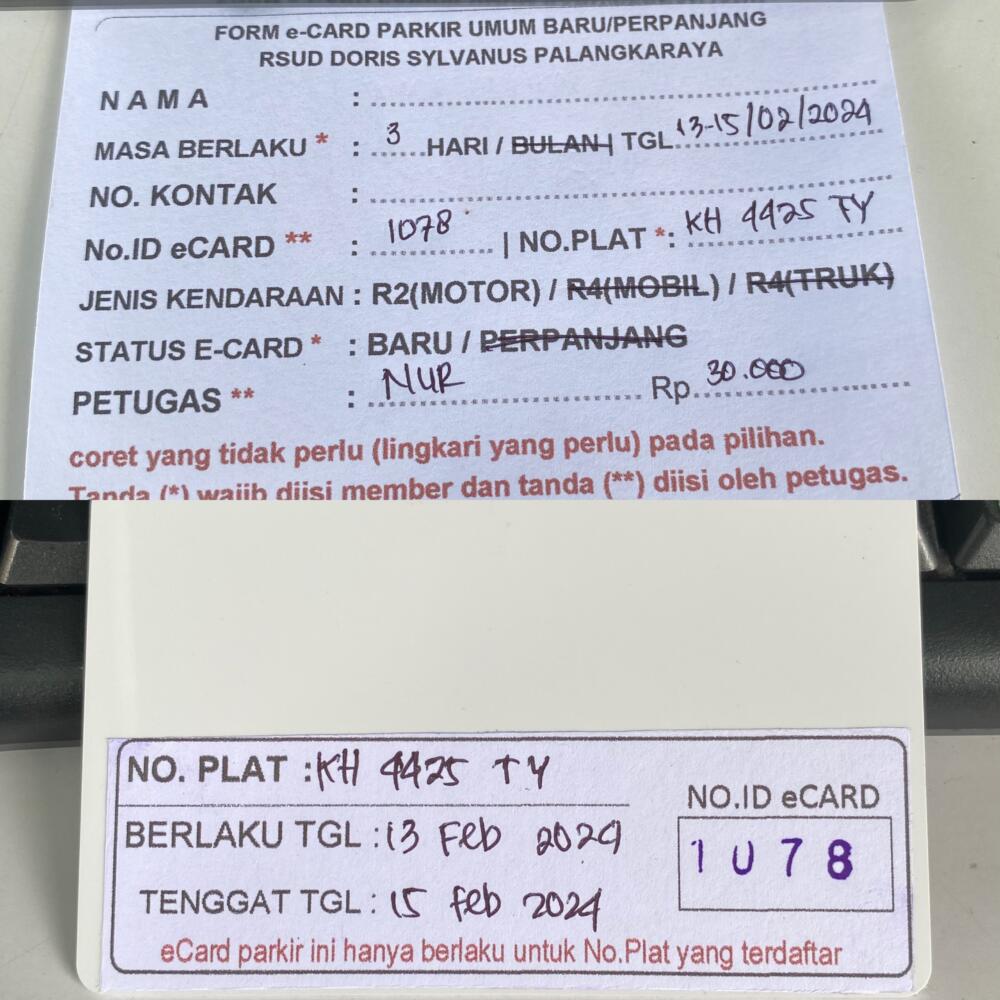 FORM e-CARD PARKIR UMUM BARU/PERPANJANG
RSUD DORIS SYLVANUS PALANGKARAYA
NAMA :
MASA BERLAKU * : 3 HARI / BULAN | TGL 13-15/02/2024
NO. KONTAK :
No.ID eCARD ** : 1078 | NO.PLAT *: KH 4425 TY
JENIS KENDARAAN : R2(MOTOR) / R4(MOBIL) / R4(TRUK)
STATUS E-CARD * : BARU / PERPANJANG
PETUGAS ** : NUR Rp. 30.000
coret yang tidak perlu (lingkari yang perlu) pada pilihan.
Tanda (*) wajib diisi member dan tanda (**) diisi oleh petugas.
NO. PLAT : KH 4425 TY
BERLAKU TGL : 13 Feb 2024
TENGGAT TGL : 15 feb 2024
NO.ID eCARD
1078
eCard parkir ini hanya berlaku untuk No.Plat yang terdaftar